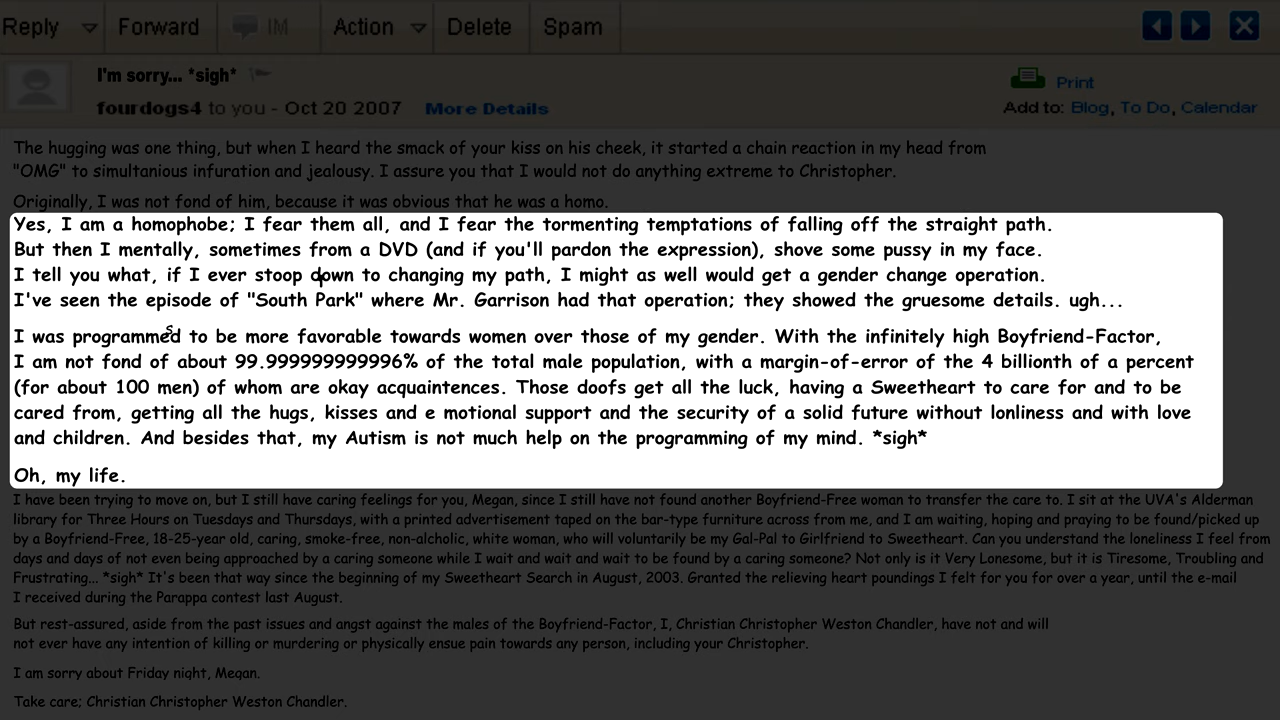 Reply Forward IM Action Delete Spam
I'm sorry... *sigh*
Print
fourdogs4 to you - Oct 20 2007 More Details
Add to: Blog, To Do, Calendar
The hugging was one thing, but when I heard the smack of your kiss on his cheek, it started a chain reaction in my head from
"OMG" to simultanious infuration and jealousy. I assure you that I would not do anything extreme to Christopher.
Originally, I was not fond of him, because it was obvious that he was a homo.
Yes, I am a homophobe; I fear them all, and I fear the tormenting temptations of falling off the straight path.
But then I mentally, sometimes from a DVD (and if you'll pardon the expression), shove some pussy in my face.
I tell you what, if I ever stoop down to changing my path, I might as well would get a gender change operation.
I've seen the episode of "South Park" where Mr. Garrison had that operation; they showed the gruesome details. ugh...
I was programmed to be more favorable towards women over those of my gender. With the infinitely high Boyfriend-Factor,
I am not fond of about 99.999999999996% of the total male population, with a margin-of-error of the 4 billionth of a percent
(for about 100 men) of whom are okay acquaintences. Those doofs get all the luck, having a Sweetheart to care for and to be
cared from, getting all the hugs, kisses and e motional support and the security of a solid future without lonliness and with love
and children. And besides that, my Autism is not much help on the programming of my mind. *sigh*
Oh, my life.
I have been trying to move on, but I still have caring feelings for you, Megan, since I still have not found another Boyfriend-Free woman to transfer the care to. I sit at the UVA's Alderman
library for Three Hours on Tuesdays and Thursdays, with a printed advertisement taped on the bar-type furniture across from me, and I am waiting, hoping and praying to be found/picked up
by a Boyfriend-Free, 18-25-year old, caring, smoke-free, non-alcholic, white woman, who will voluntarily be my Gal-Pal to Girlfriend to Sweetheart. Can you understand the loneliness I feel from
days and days of not even being approached by a caring someone while I wait and wait and wait to be found by a caring someone? Not only is it Very Lonesome, but it is Tiresome, Troubling and
Frustrating... *sigh* It's been that way since the beginning of my Sweetheart Search in August, 2003. Granted the relieving heart poundings I felt for you for over a year, until the e-mail
I received during the Parappa contest last August.
But rest-assured, aside from the past issues and angst against the males of the Boyfriend-Factor, I, Christian Christopher Weston Chandler, have not and will
not ever have any intention of killing or murdering or physically ensue pain towards any person, including your Christopher.
I am sorry about Friday night, Megan.
Take care; Christian Christopher Weston Chandler.